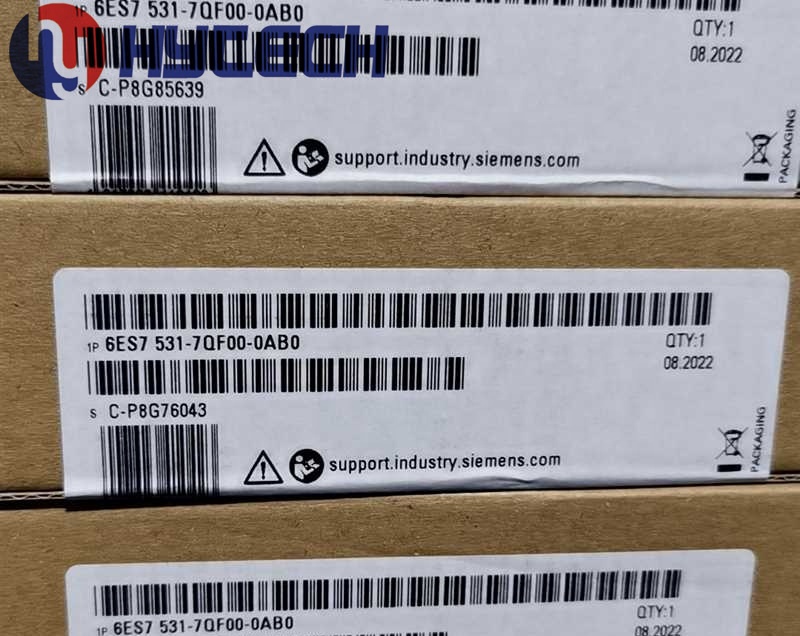 HYTECH
1P 6ES7 531-7QF00-0AB0
QTY:1
08.2022
S C-P8G85639
support.industry.siemens.com
PACKAGING
1P 6ES7 531-7QF00-0AB0
QTY:1
08.2022
S C-P8G76043
support.industry.siemens.com
PACKAGING
1P 6ES7 531-7QF00-0AB0
QTY:1
08.2022